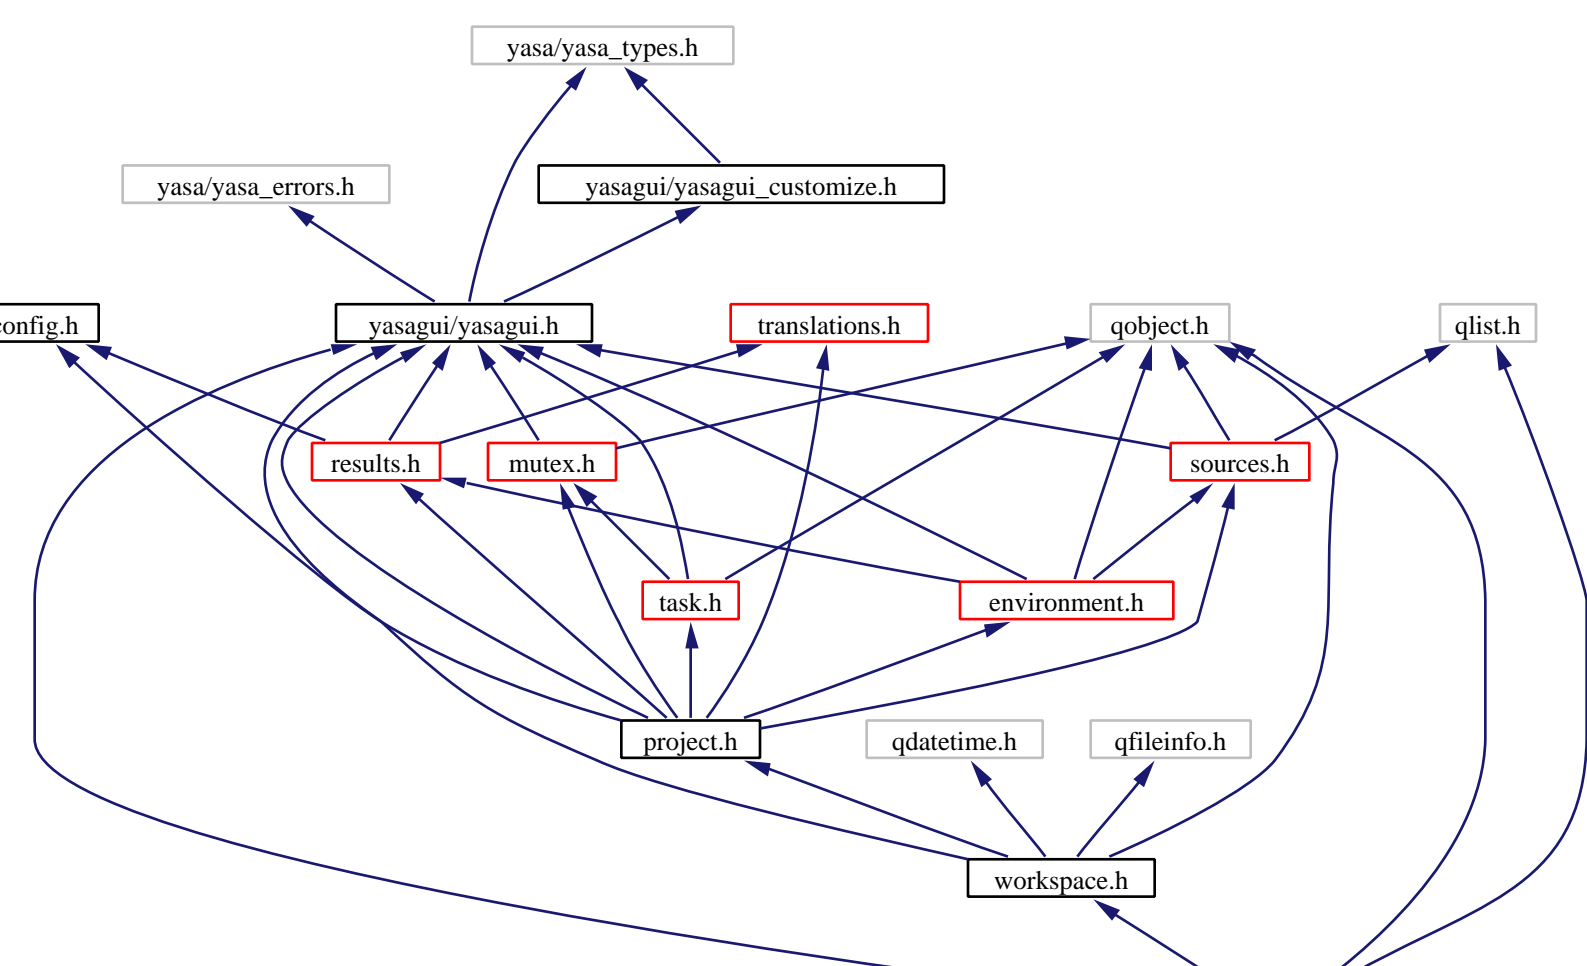 yasa/yasa_types.h
yasa/yasa_errors.h
yasagui/yasagui_customize.h
onfig.h
yasagui/yasagui.h
translations.h
qobject.h
qlist.h
results.h
mutex.h
sources.h
task.h
environment.h
project.h
qdatetime.h
qfileinfo.h
workspace.h